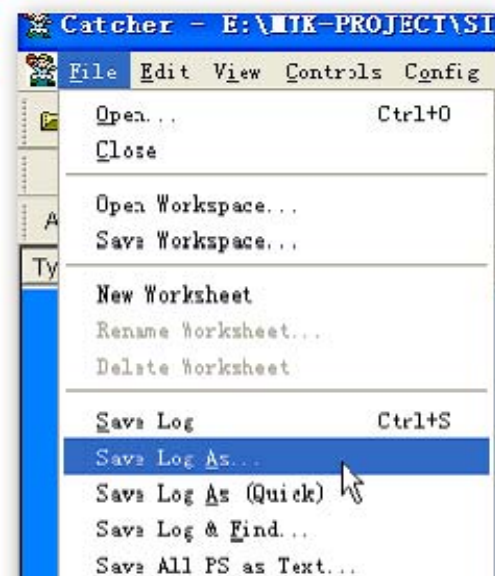 Catcher - E:\MTK-PROJECT\SI
File Edit View Controls Config
Open... Ctrl+O
Close
A
Open Workspace...
Save Workspace...
Ty
New Worksheet
Rename Worksheet...
Delete Worksheet
Save Log Ctrl+S
Save Log As...
Save Log As (Quick)
Save Log & Find...
Save All PS as Text...